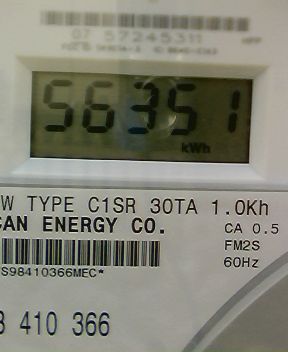 07 57245311
56351
kWh
W TYPE C1SR 30TA 1.0Kh
CAN ENERGY CO.
CA 0.5
FM2S
60Hz
S98410366MEC*
8 410 366